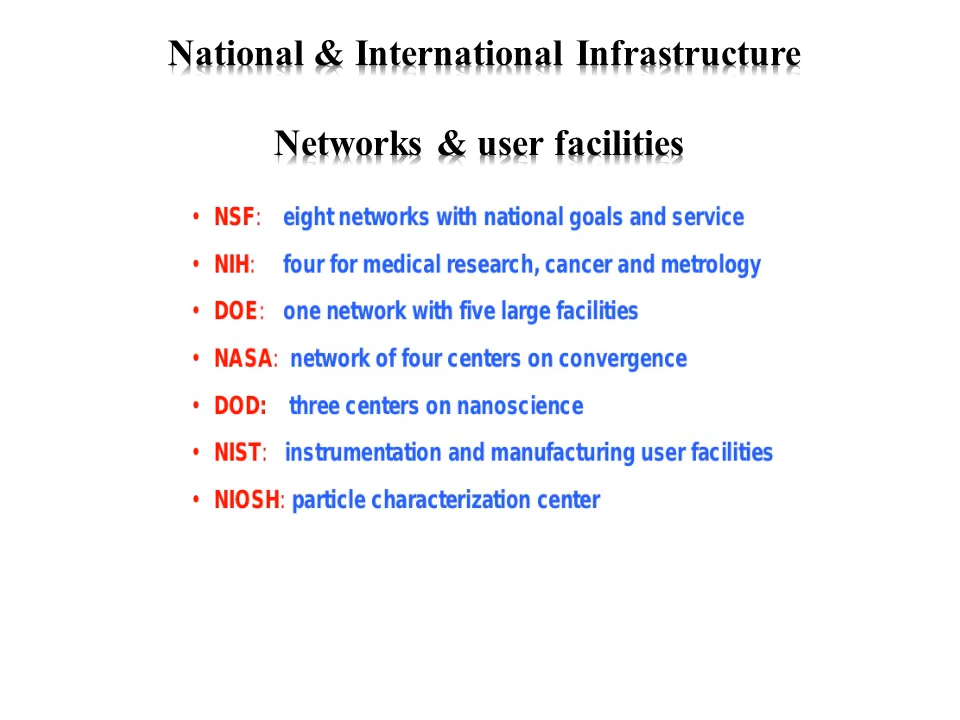 National & International Infrastructure
Networks & user facilities
• NSF: eight networks with national goals and service
• NIH: four for medical research, cancer and metrology
• DOE: one network with five large facilities
• NASA: network of four centers on convergence
• DOD: three centers on nanoscience
• NIST: instrumentation and manufacturing user facilities
• NIOSH: particle characterization center